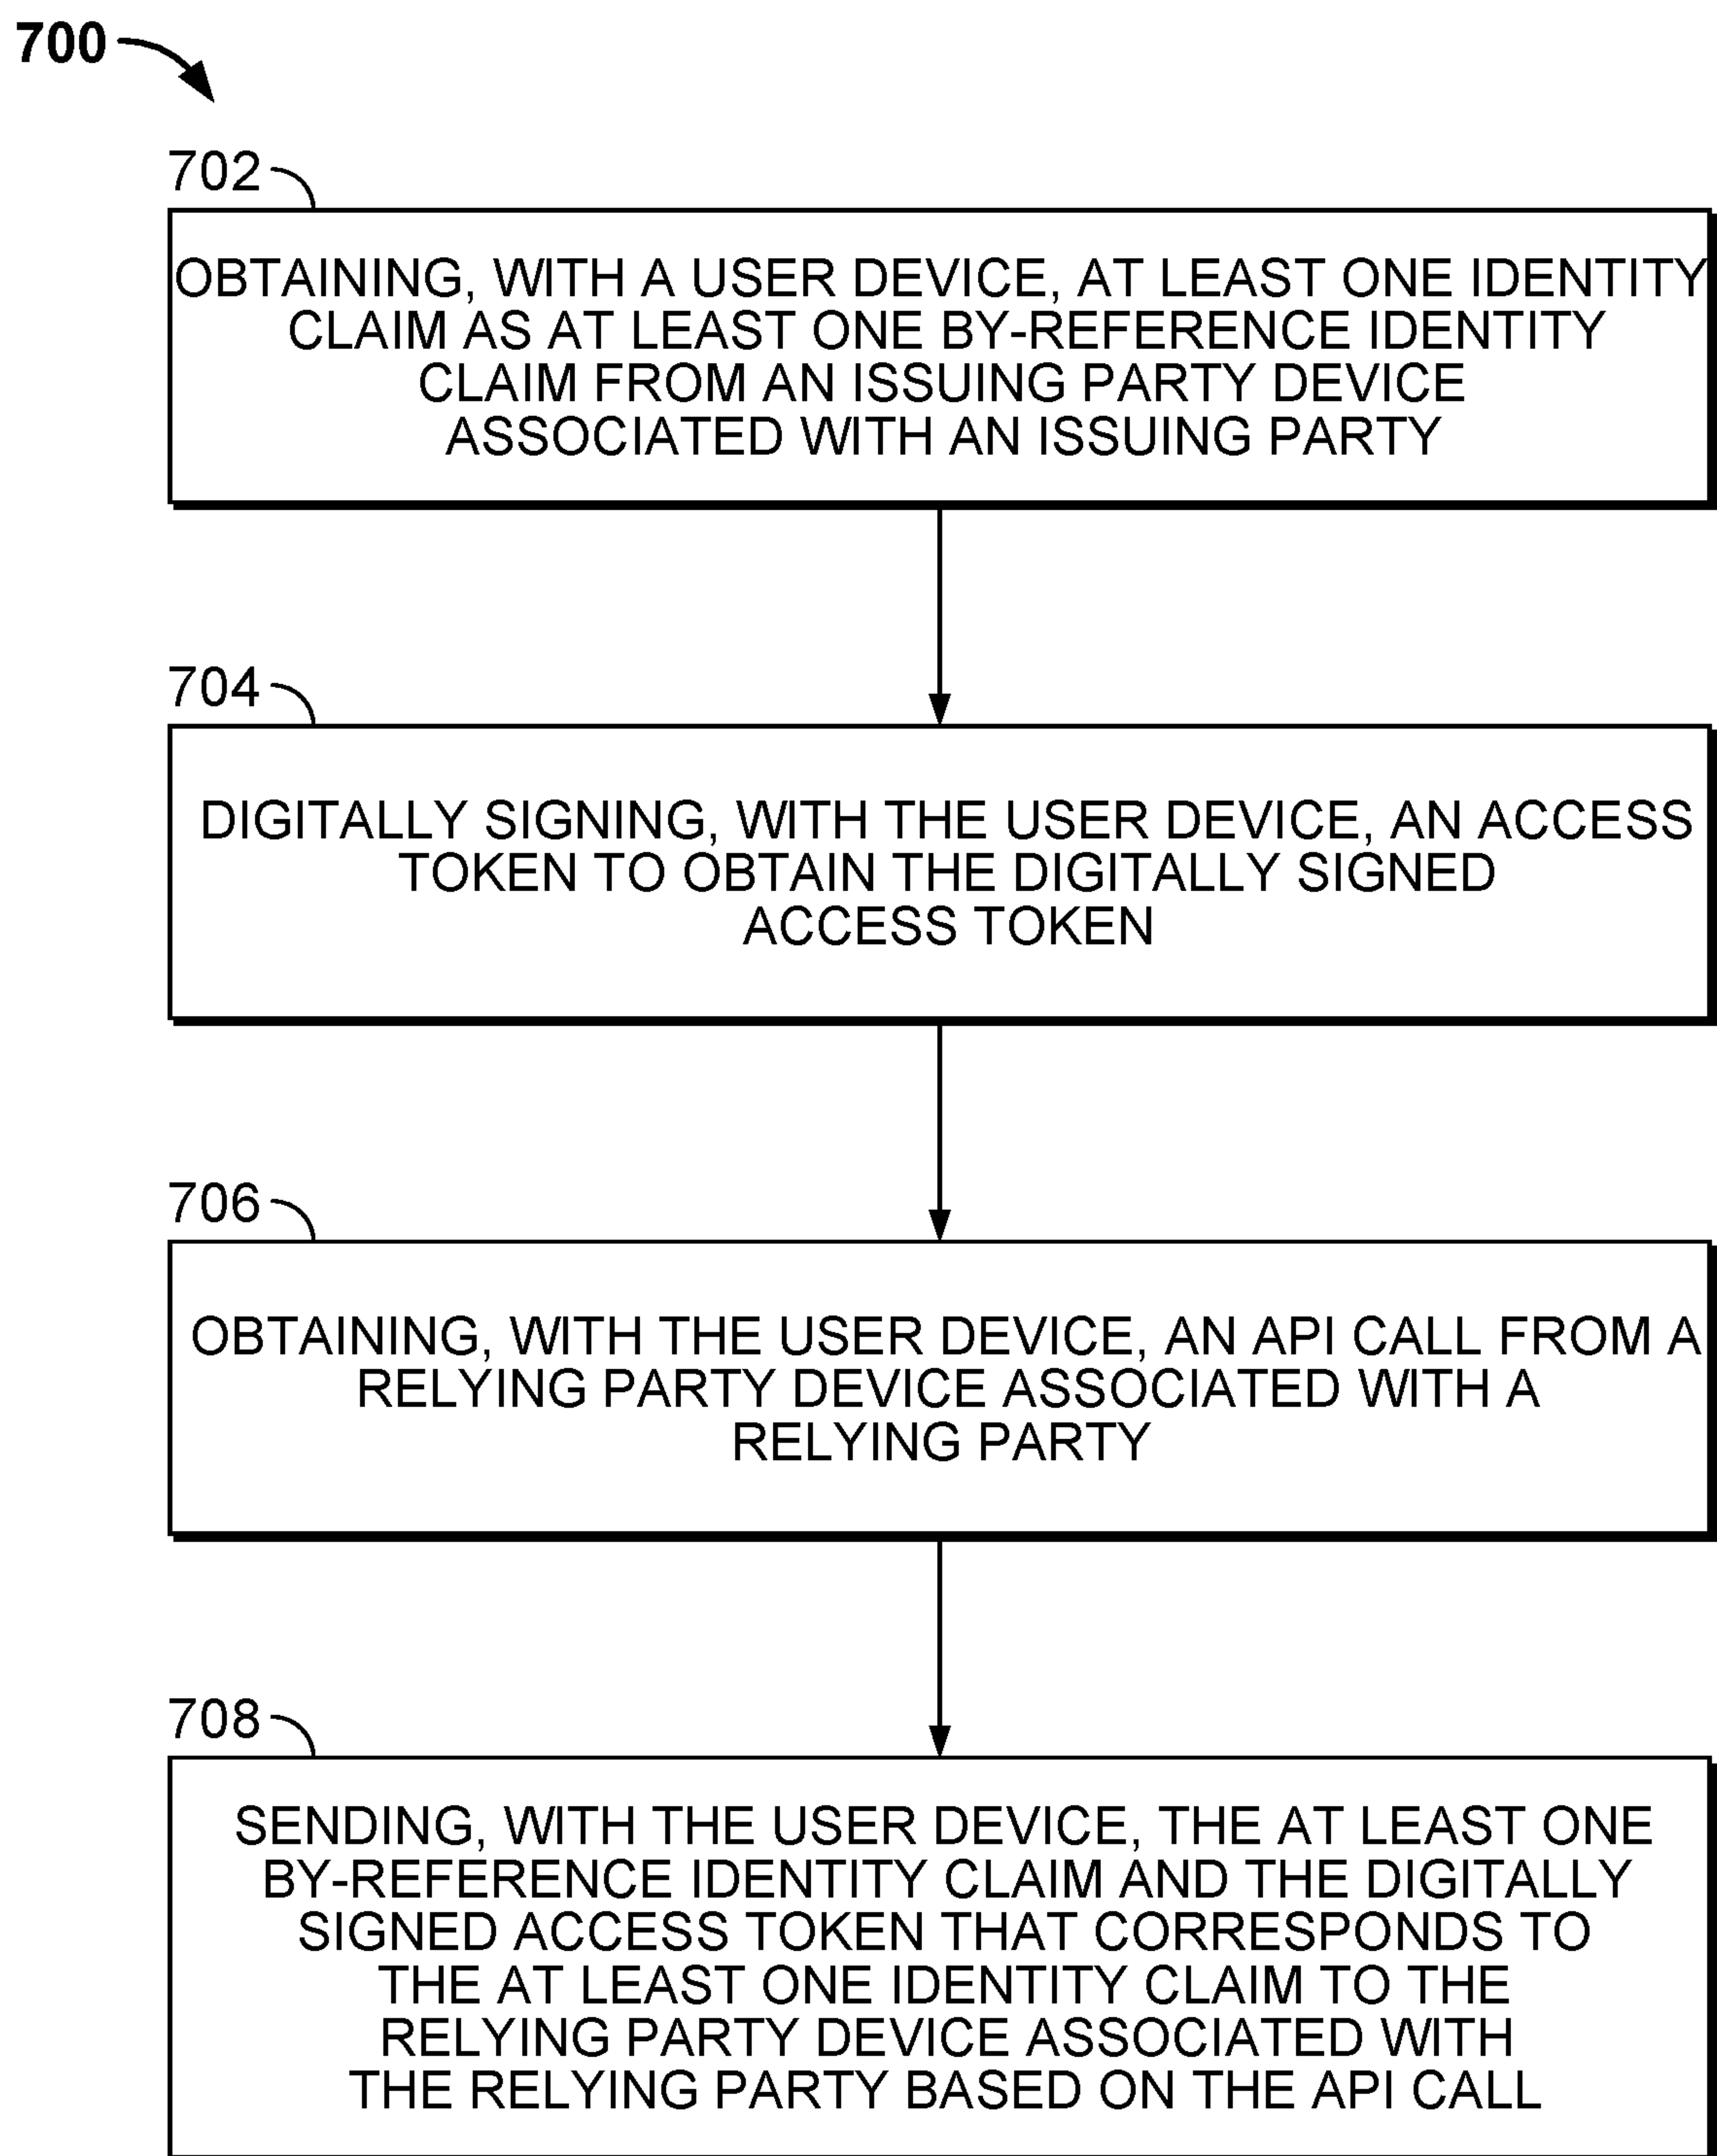 700
702
OBTAINING, WITH A USER DEVICE, AT LEAST ONE IDENTITY
CLAIM AS AT LEAST ONE BY-REFERENCE IDENTITY
CLAIM FROM AN ISSUING PARTY DEVICE
ASSOCIATED WITH AN ISSUING PARTY
704
DIGITALLY SIGNING, WITH THE USER DEVICE, AN ACCESS
TOKEN TO OBTAIN THE DIGITALLY SIGNED
ACCESS TOKEN
706
OBTAINING, WITH THE USER DEVICE, AN API CALL FROM A
RELYING PARTY DEVICE ASSOCIATED WITH A
RELYING PARTY
708
SENDING, WITH THE USER DEVICE, THE AT LEAST ONE
BY-REFERENCE IDENTITY CLAIM AND THE DIGITALLY
SIGNED ACCESS TOKEN THAT CORRESPONDS TO
THE AT LEAST ONE IDENTITY CLAIM TO THE
RELYING PARTY DEVICE ASSOCIATED WITH
THE RELYING PARTY BASED ON THE API CALL